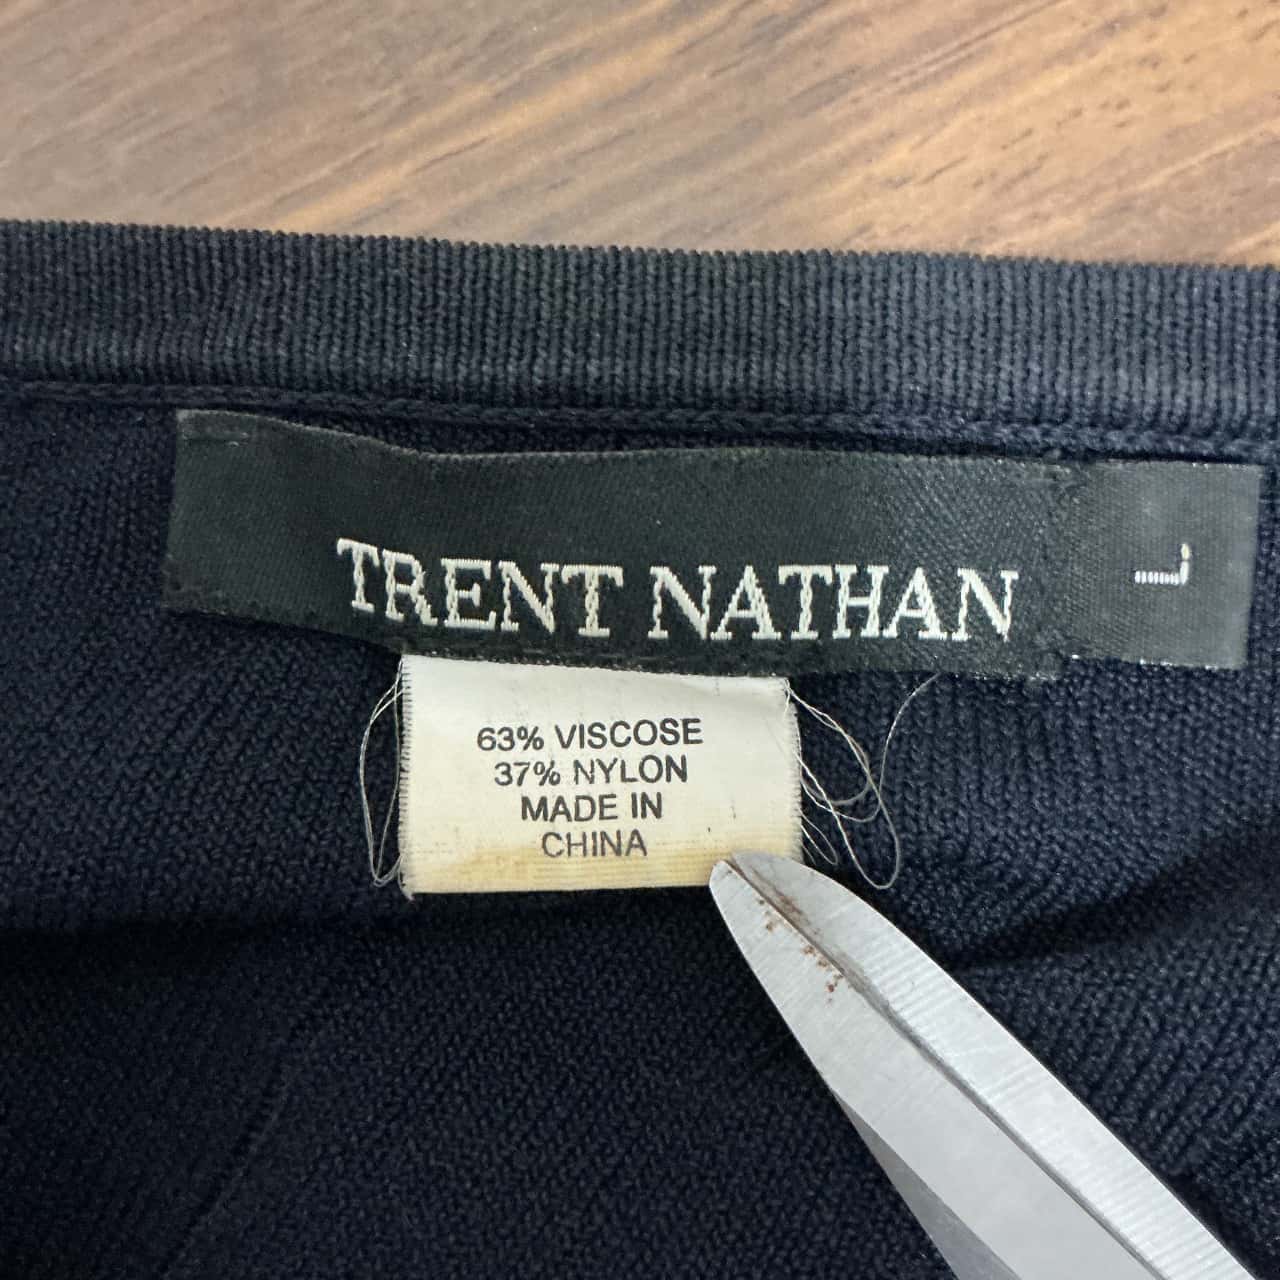 TRENT NATHAN
L
63% VISCOSE
37% NYLON
MADE IN
CHINA